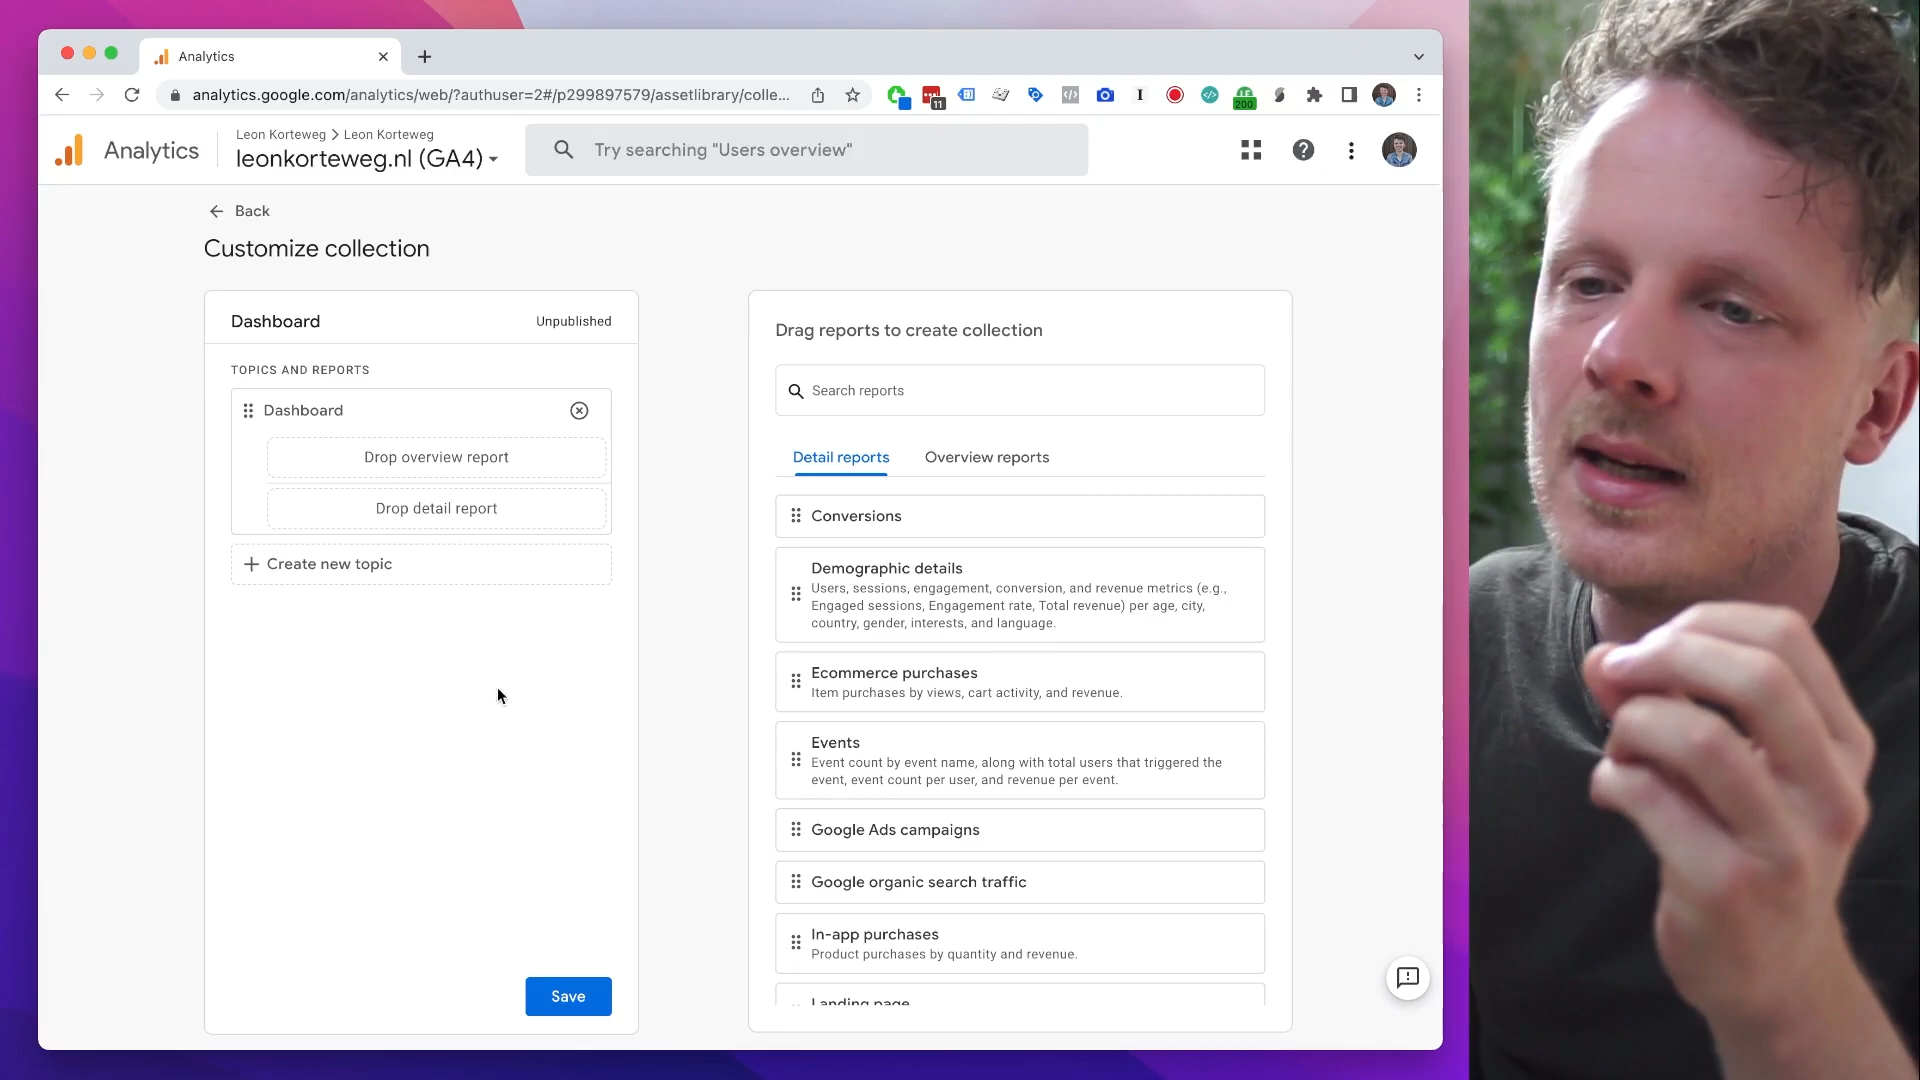 Analytics
analytics.google.com/analytics/web/?authuser=2#/p299897579/assetlibrary/colle...
11
200
Analytics
Leon Korteweg > Leon Korteweg
leonkorteweg.nl (GA4)
Try searching "Users overview"
Back
Customize collection
Dashboard
Unpublished
TOPICS AND REPORTS
Dashboard
Drop overview report
Drop detail report
Create new topic
Save
Drag reports to create collection
Search reports
Detail reports
Overview reports
Conversions
Demographic details
Users, sessions, engagement, conversion, and revenue metrics (e.g.,
Engaged sessions, Engagement rate, Total revenue) per age, city,
country, gender, interests, and language.
Ecommerce purchases
Item purchases by views, cart activity, and revenue.
Events
Event count by event name, along with total users that triggered the
event, event count per user, and revenue per event.
Google Ads campaigns
Google organic search traffic
In-app purchases
Product purchases by quantity and revenue.
Landing page